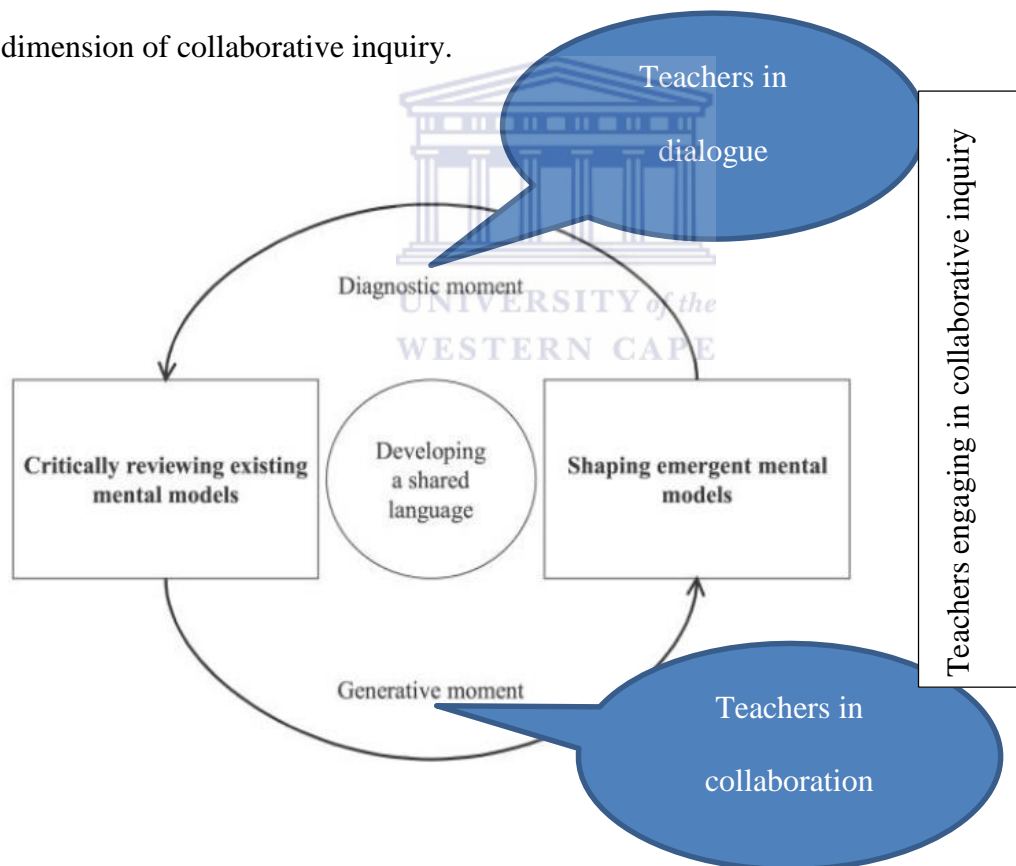 dimension of collaborative inquiry.
Teachers in
dialogue
Teachers engaging in collaborative inquiry
Diagnostic moment
UNIVERSITY of the
WESTERN CAPE
Critically reviewing existing
mental models
Developing
a shared
language
Shaping emergent mental
models
Generative moment
Teachers in
collaboration